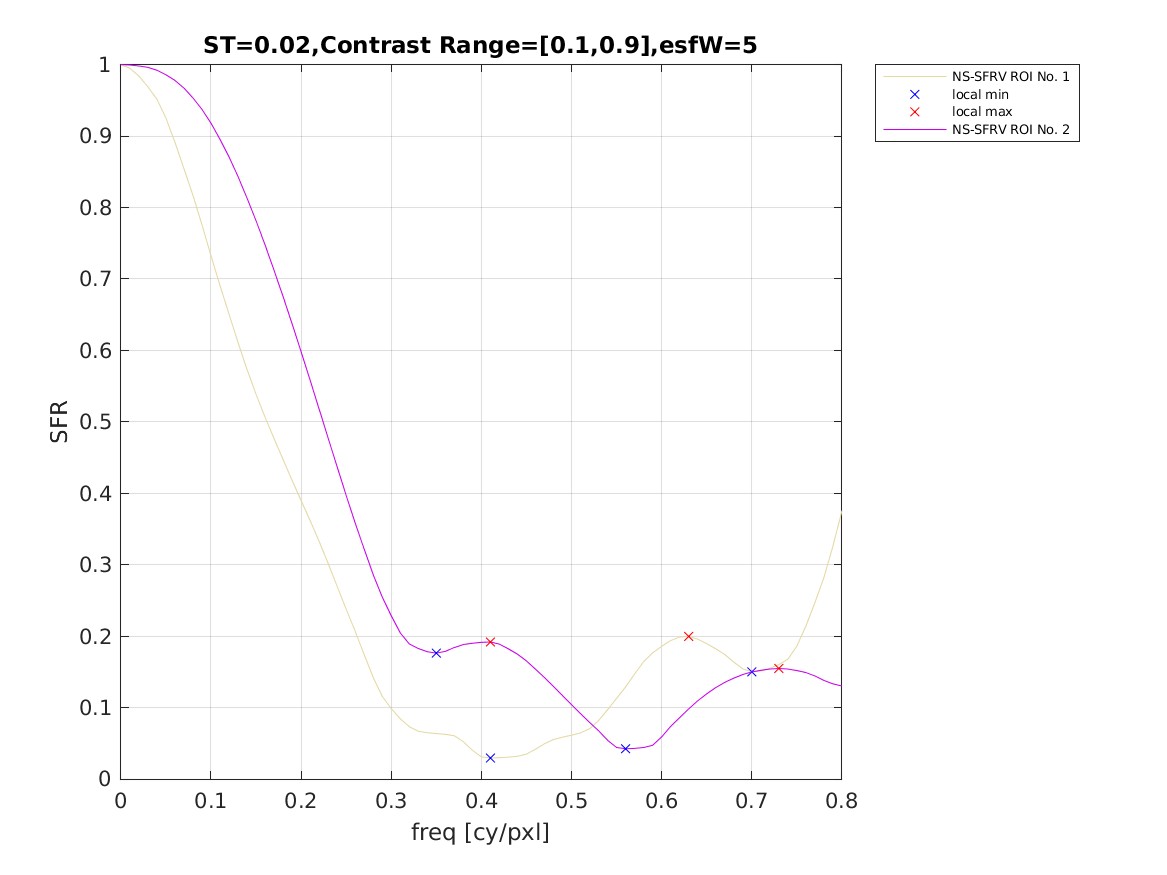 ST=0.02,Contrast Range=[0.1,0.9],esfW=5
NS-SFRV ROI No. 1
local min
local max
NS-SFRV ROI No. 2
1
0.9
0.8
0.7
0.6
0.5
0.4
0.3
0.2
0.1
0
SFR
0 0.1 0.2 0.3 0.4 0.5 0.6 0.7 0.8
freq [cy/pxl]